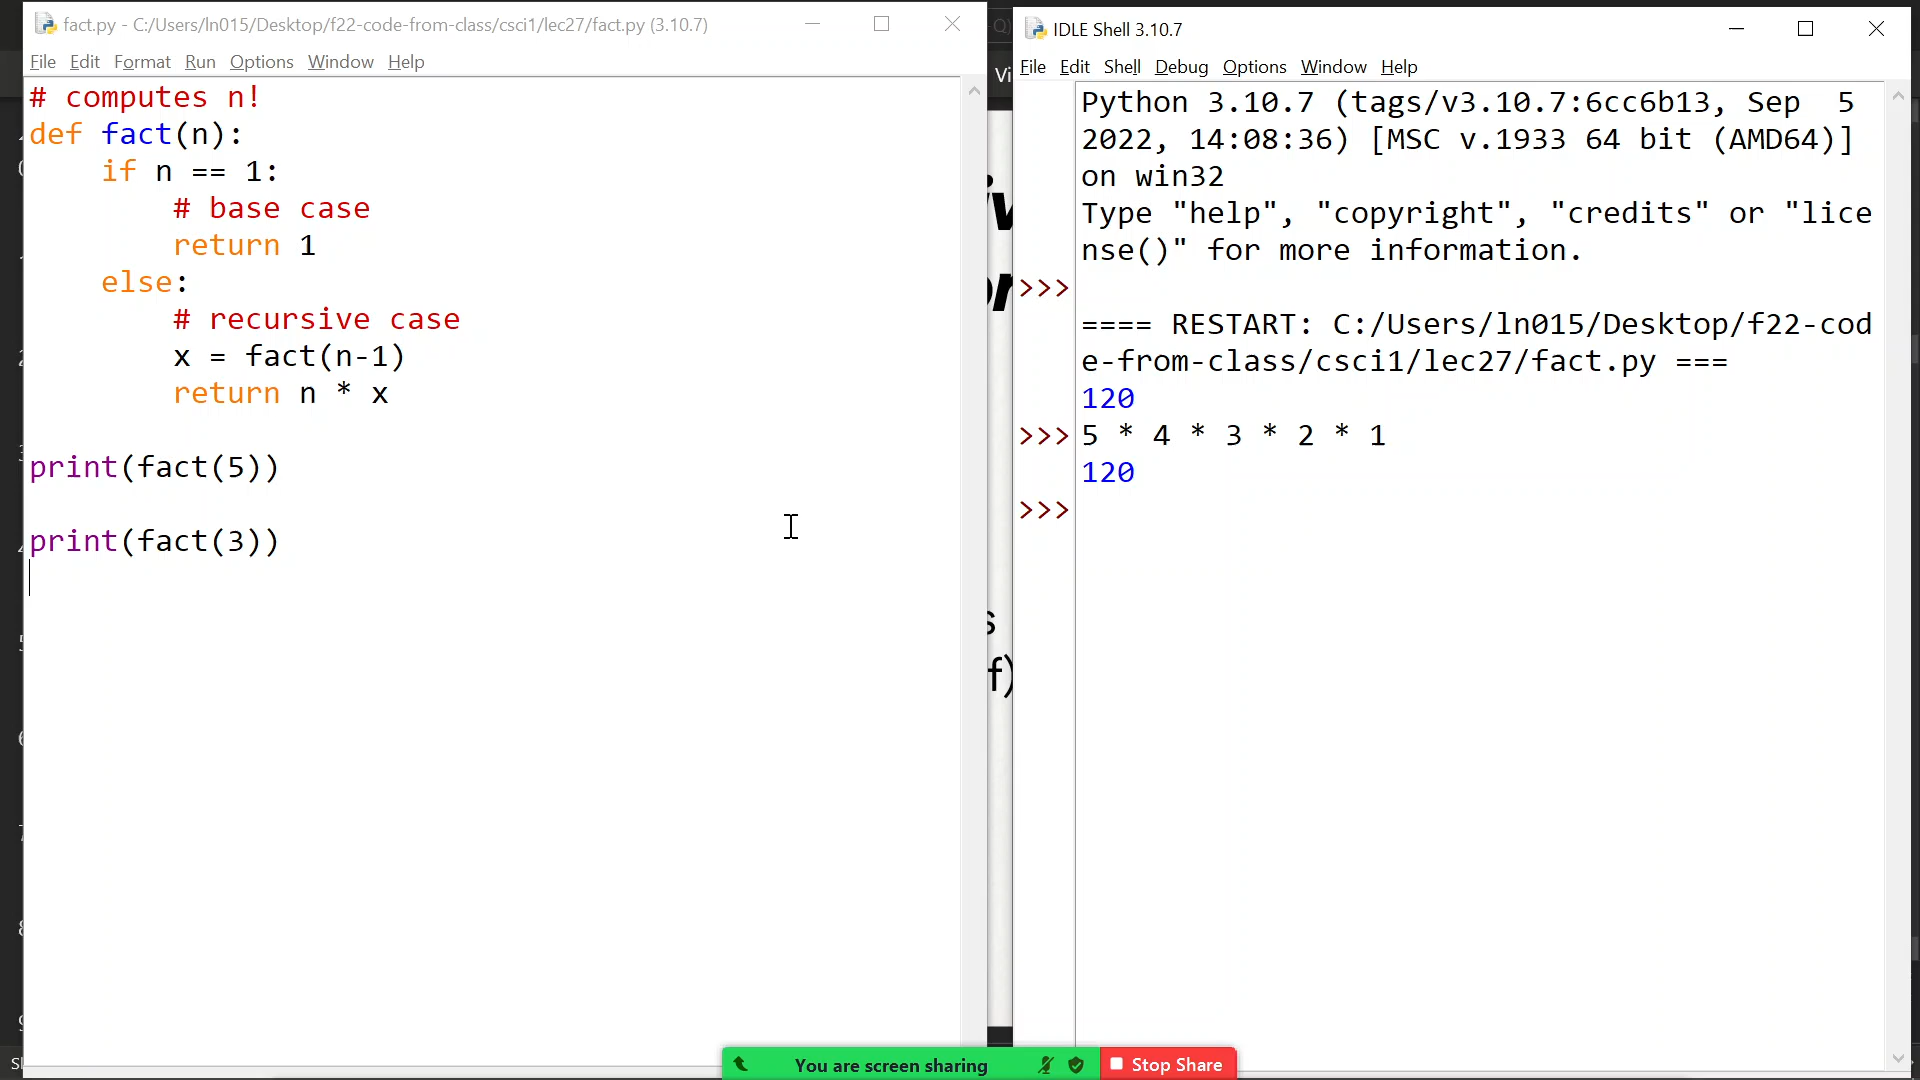 fact.py - C:/Users/ln015/Desktop/f22-code-from-class/csci1/lec27/fact.py (3.10.7)
File Edit Format Run Options Window Help
# computes n!
def fact(n):
    if n == 1:
        # base case
        return 1
    else:
        # recursive case
        x = fact(n-1)
        return n * x
print(fact(5))
print(fact(3))
IDLE Shell 3.10.7
File Edit Shell Debug Options Window Help
Python 3.10.7 (tags/v3.10.7:6cc6b13, Sep  5
2022, 14:08:36) [MSC v.1933 64 bit (AMD64)]
on win32
Type "help", "copyright", "credits" or "lice
nse()" for more information.
>>>
==== RESTART: C:/Users/ln015/Desktop/f22-cod
e-from-class/csci1/lec27/fact.py ===
120
>>> 5 * 4 * 3 * 2 * 1
120
>>>
You are screen sharing
Stop Share